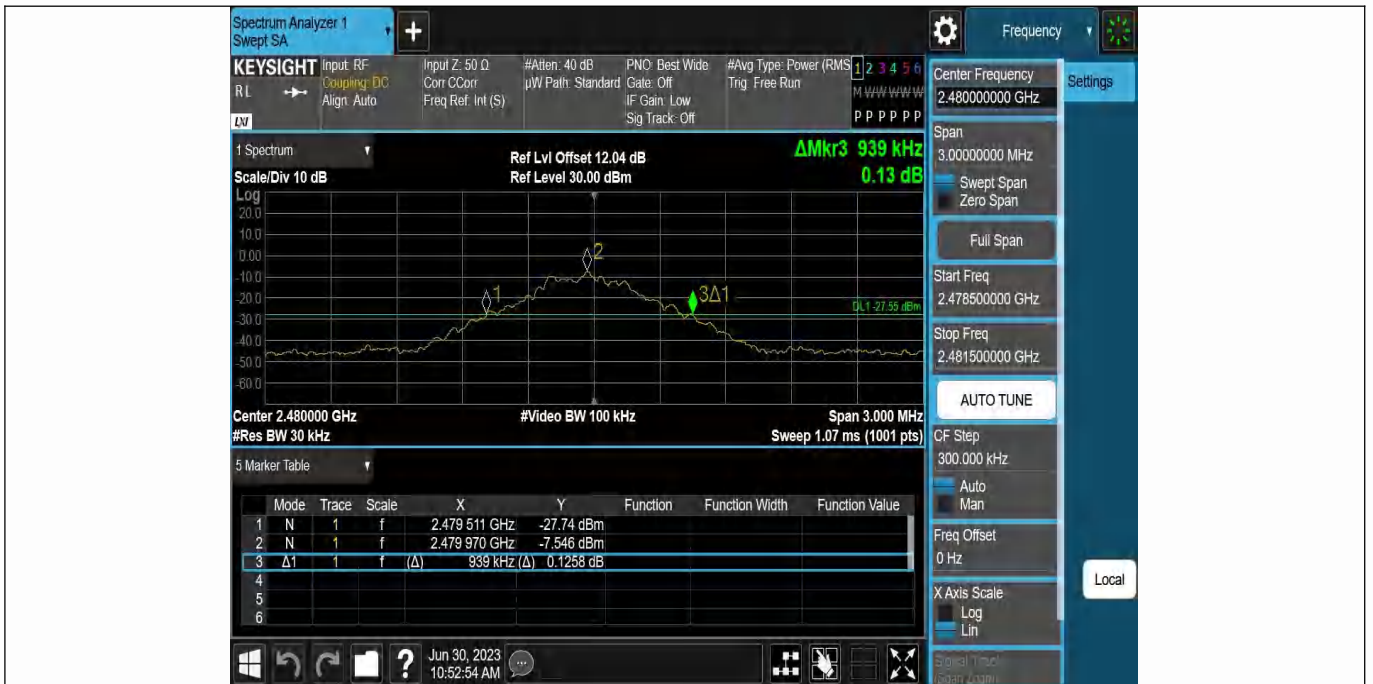 Spectrum Analyzer 1
Swept SA
+
Frequency
KEYSIGHT
RL
LXI
Input: RF
Coupling: DC
Align: Auto
Input Z: 50 Ω
Corr CCorr
Freq Ref: Int (S)
#Atten: 40 dB
µW Path: Standard
PNO: Best Wide
Gate: Off
IF Gain: Low
Sig Track: Off
#Avg Type: Power (RMS
Trig: Free Run
1 2 3 4 5 6
M W W W W W
P P P P P P
1 Spectrum
Scale/Div 10 dB
Ref Lvl Offset 12.04 dB
Ref Level 30.00 dBm
ΔMkr3 939 kHz
0.13 dB
Log
20.0
10.0
0.00
-10.0
-20.0
-30.0
-40.0
-50.0
-60.0
1
2
3Δ1
DL1 -27.55 dBm
Center 2.480000 GHz
#Video BW 100 kHz
Span 3.000 MHz
#Res BW 30 kHz
Sweep 1.07 ms (1001 pts)
5 Marker Table
Mode Trace Scale X Y Function Function Width Function Value
1 N 1 f 2.479 511 GHz -27.74 dBm
2 N 1 f 2.479 970 GHz -7.546 dBm
3 Δ1 1 f (Δ) 939 kHz (Δ) 0.1258 dB
4
5
6
?
Jun 30, 2023
10:52:54 AM
Center Frequency
2.480000000 GHz
Settings
Span
3.00000000 MHz
Swept Span
Zero Span
Full Span
Start Freq
2.478500000 GHz
Stop Freq
2.481500000 GHz
AUTO TUNE
CF Step
300.000 kHz
Auto
Man
Freq Offset
0 Hz
X Axis Scale
Log
Lin
Local
Signal Track
(Span Zoom)